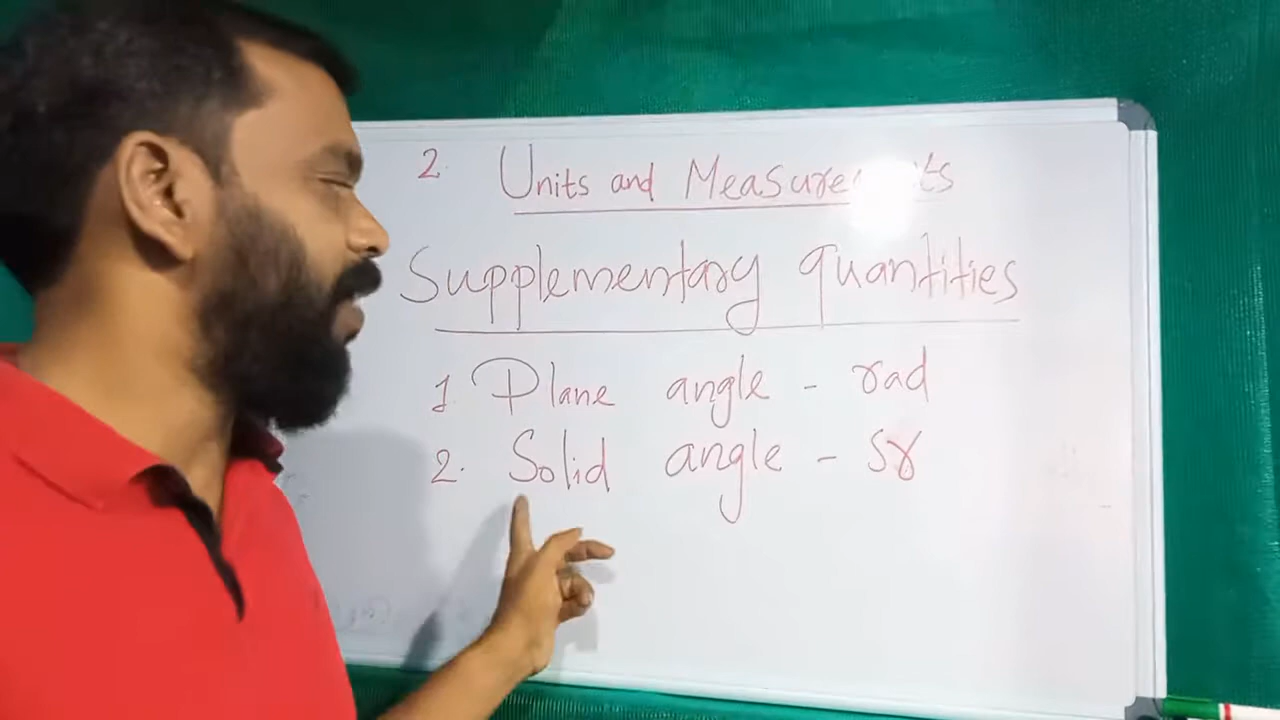 2. Units and Measurements
Supplementary quantities
1 Plane angle - rad
2. Solid angle - sr